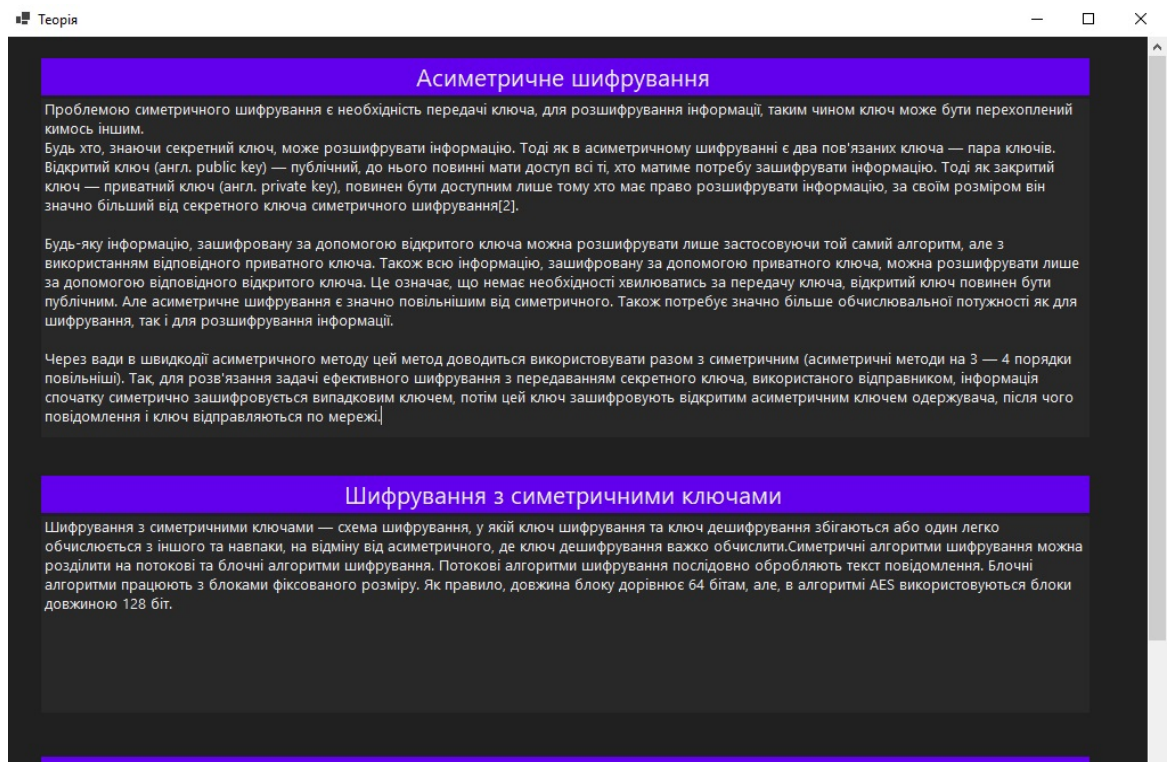 Теорія
Асиметричне шифрування
Проблемою симетричного шифрування є необхідність передачі ключа, для розшифрування інформації, таким чином ключ може бути перехоплений
кимось іншим.
Будь хто, знаючи секретний ключ, може розшифрувати інформацію. Тоді як в асиметричному шифруванні є два пов'язаних ключа — пара ключів.
Відкритий ключ (англ. public key) — публічний, до нього повинні мати доступ всі ті, хто матиме потребу зашифрувати інформацію. Тоді як закритий
ключ — приватний ключ (англ. private key), повинен бути доступним лише тому хто має право розшифрувати інформацію, за своїм розміром він
значно більший від секретного ключа симетричного шифрування[2].
Будь-яку інформацію, зашифровану за допомогою відкритого ключа можна розшифрувати лише застосовуючи той самий алгоритм, але з
використанням відповідного приватного ключа. Також всю інформацію, зашифровану за допомогою приватного ключа, можна розшифрувати лише
за допомогою відповідного відкритого ключа. Це означає, що немає необхідності хвилюватись за передачу ключа, відкритий ключ повинен бути
публічним. Але асиметричне шифрування є значно повільнішим від симетричного. Також потребує значно більше обчислювальної потужності як для
шифрування, так і для розшифрування інформації.
Через вади в швидкодії асиметричного методу цей метод доводиться використовувати разом з симетричним (асиметричні методи на 3 — 4 порядки
повільніші). Так, для розв'язання задачі ефективного шифрування з передаванням секретного ключа, використаного відправником, інформація
спочатку симетрично зашифровується випадковим ключем, потім цей ключ зашифровують відкритим асиметричним ключем одержувача, після чого
повідомлення і ключ відправляються по мережі.
Шифрування з симетричними ключами
Шифрування з симетричними ключами — схема шифрування, у якій ключ шифрування та ключ дешифрування збігаються або один легко
обчислюється з іншого та навпаки, на відміну від асиметричного, де ключ дешифрування важко обчислити.Симетричні алгоритми шифрування можна
розділити на потокові та блочні алгоритми шифрування. Потокові алгоритми шифрування послідовно обробляють текст повідомлення. Блочні
алгоритми працюють з блоками фіксованого розміру. Як правило, довжина блоку дорівнює 64 бітам, але, в алгоритмі AES використовуються блоки
довжиною 128 біт.